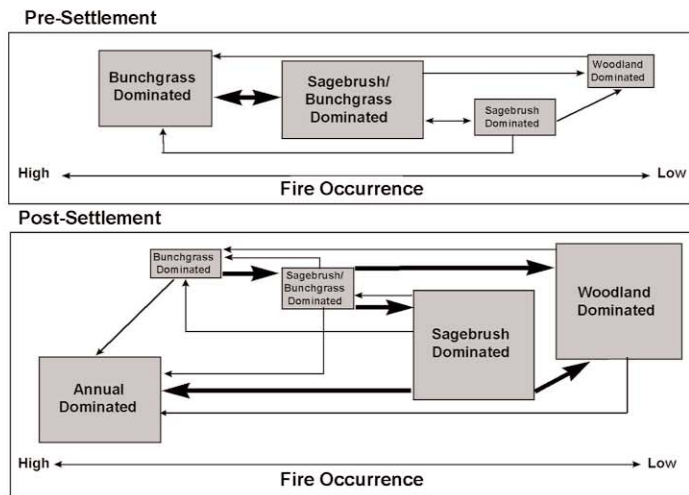 Pre-Settlement
Bunchgrass
Dominated
Sagebrush/
Bunchgrass
Dominated
Woodland
Dominated
Sagebrush
Dominated
High
Low
Fire Occurrence
Post-Settlement
Bunchgrass
Dominated
Sagebrush/
Bunchgrass
Dominated
Woodland
Dominated
Sagebrush
Dominated
Annual
Dominated
High
Low
Fire Occurrence